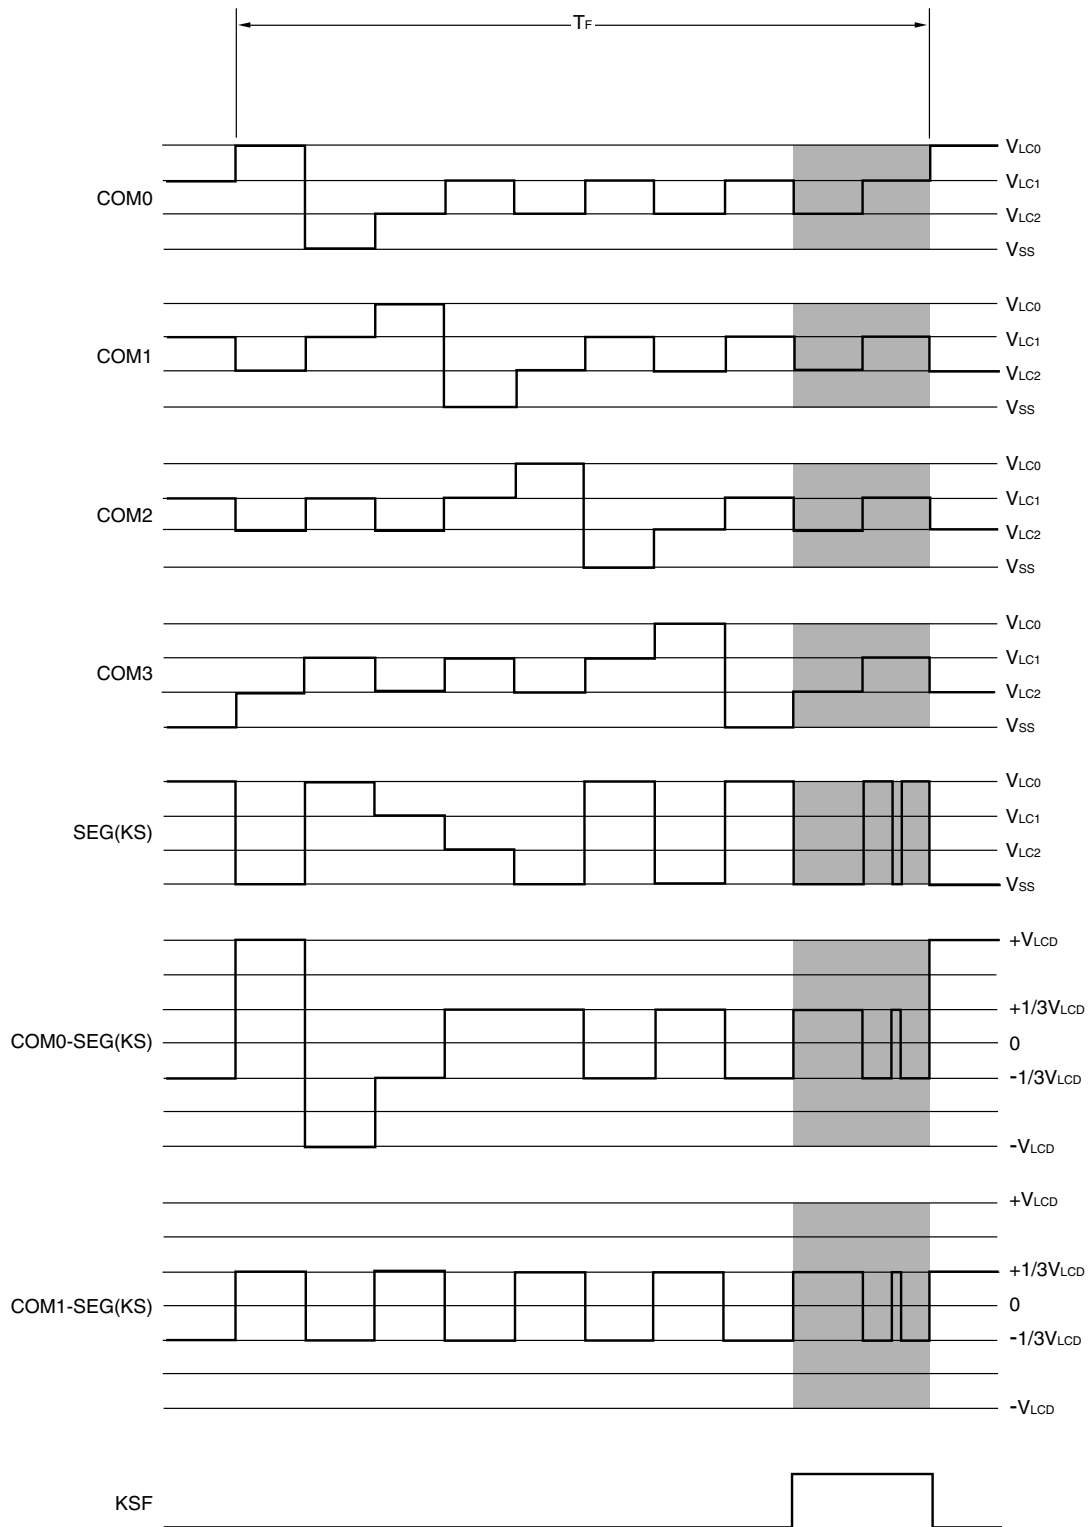 TF
COM0
VLC0
VLC1
VLC2
VSS
COM1
VLC0
VLC1
VLC2
VSS
COM2
VLC0
VLC1
VLC2
VSS
COM3
VLC0
VLC1
VLC2
VSS
SEG(KS)
VLC0
VLC1
VLC2
VSS
COM0-SEG(KS)
+VLCD
+1/3VLCD
0
-1/3VLCD
-VLCD
COM1-SEG(KS)
+VLCD
+1/3VLCD
0
-1/3VLCD
-VLCD
KSF